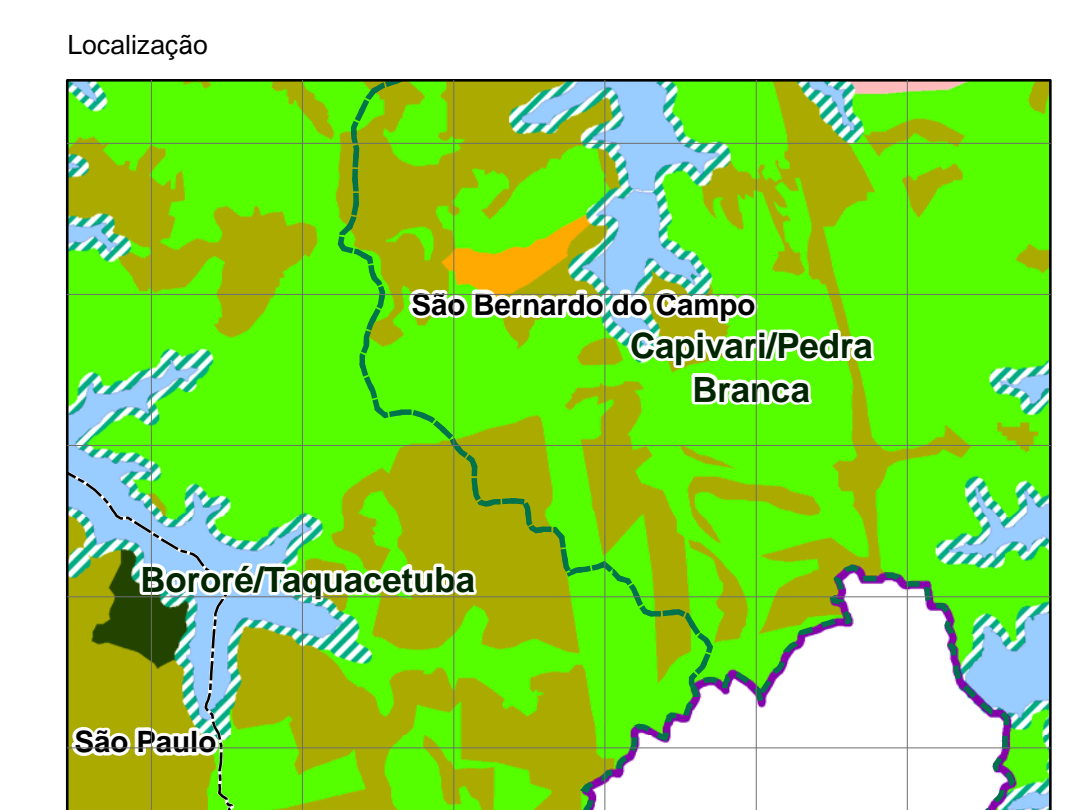 Localização
São Bernardo do Campo
Capivari/Pedra
Branca
Bororé/Taquacetuba
São Paulo